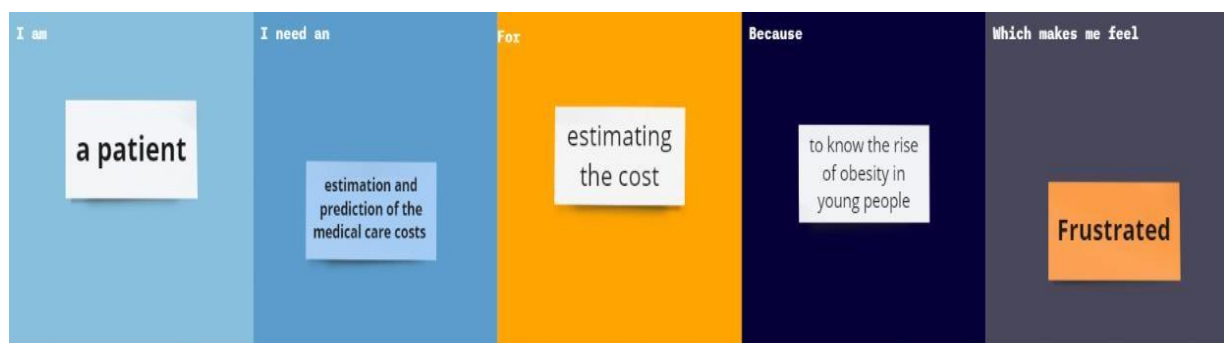 I am
a patient
I need an
estimation and
prediction of the
medical care costs
For
estimating
the cost
Because
to know the rise
of obesity in
young people
Which makes me feel
Frustrated